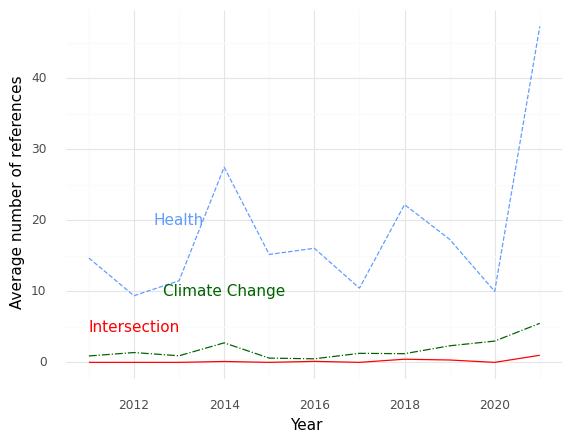 Average number of references
40
30
20
10
0
Health
Climate Change
Intersection
2012 2014 2016 2018 2020
Year